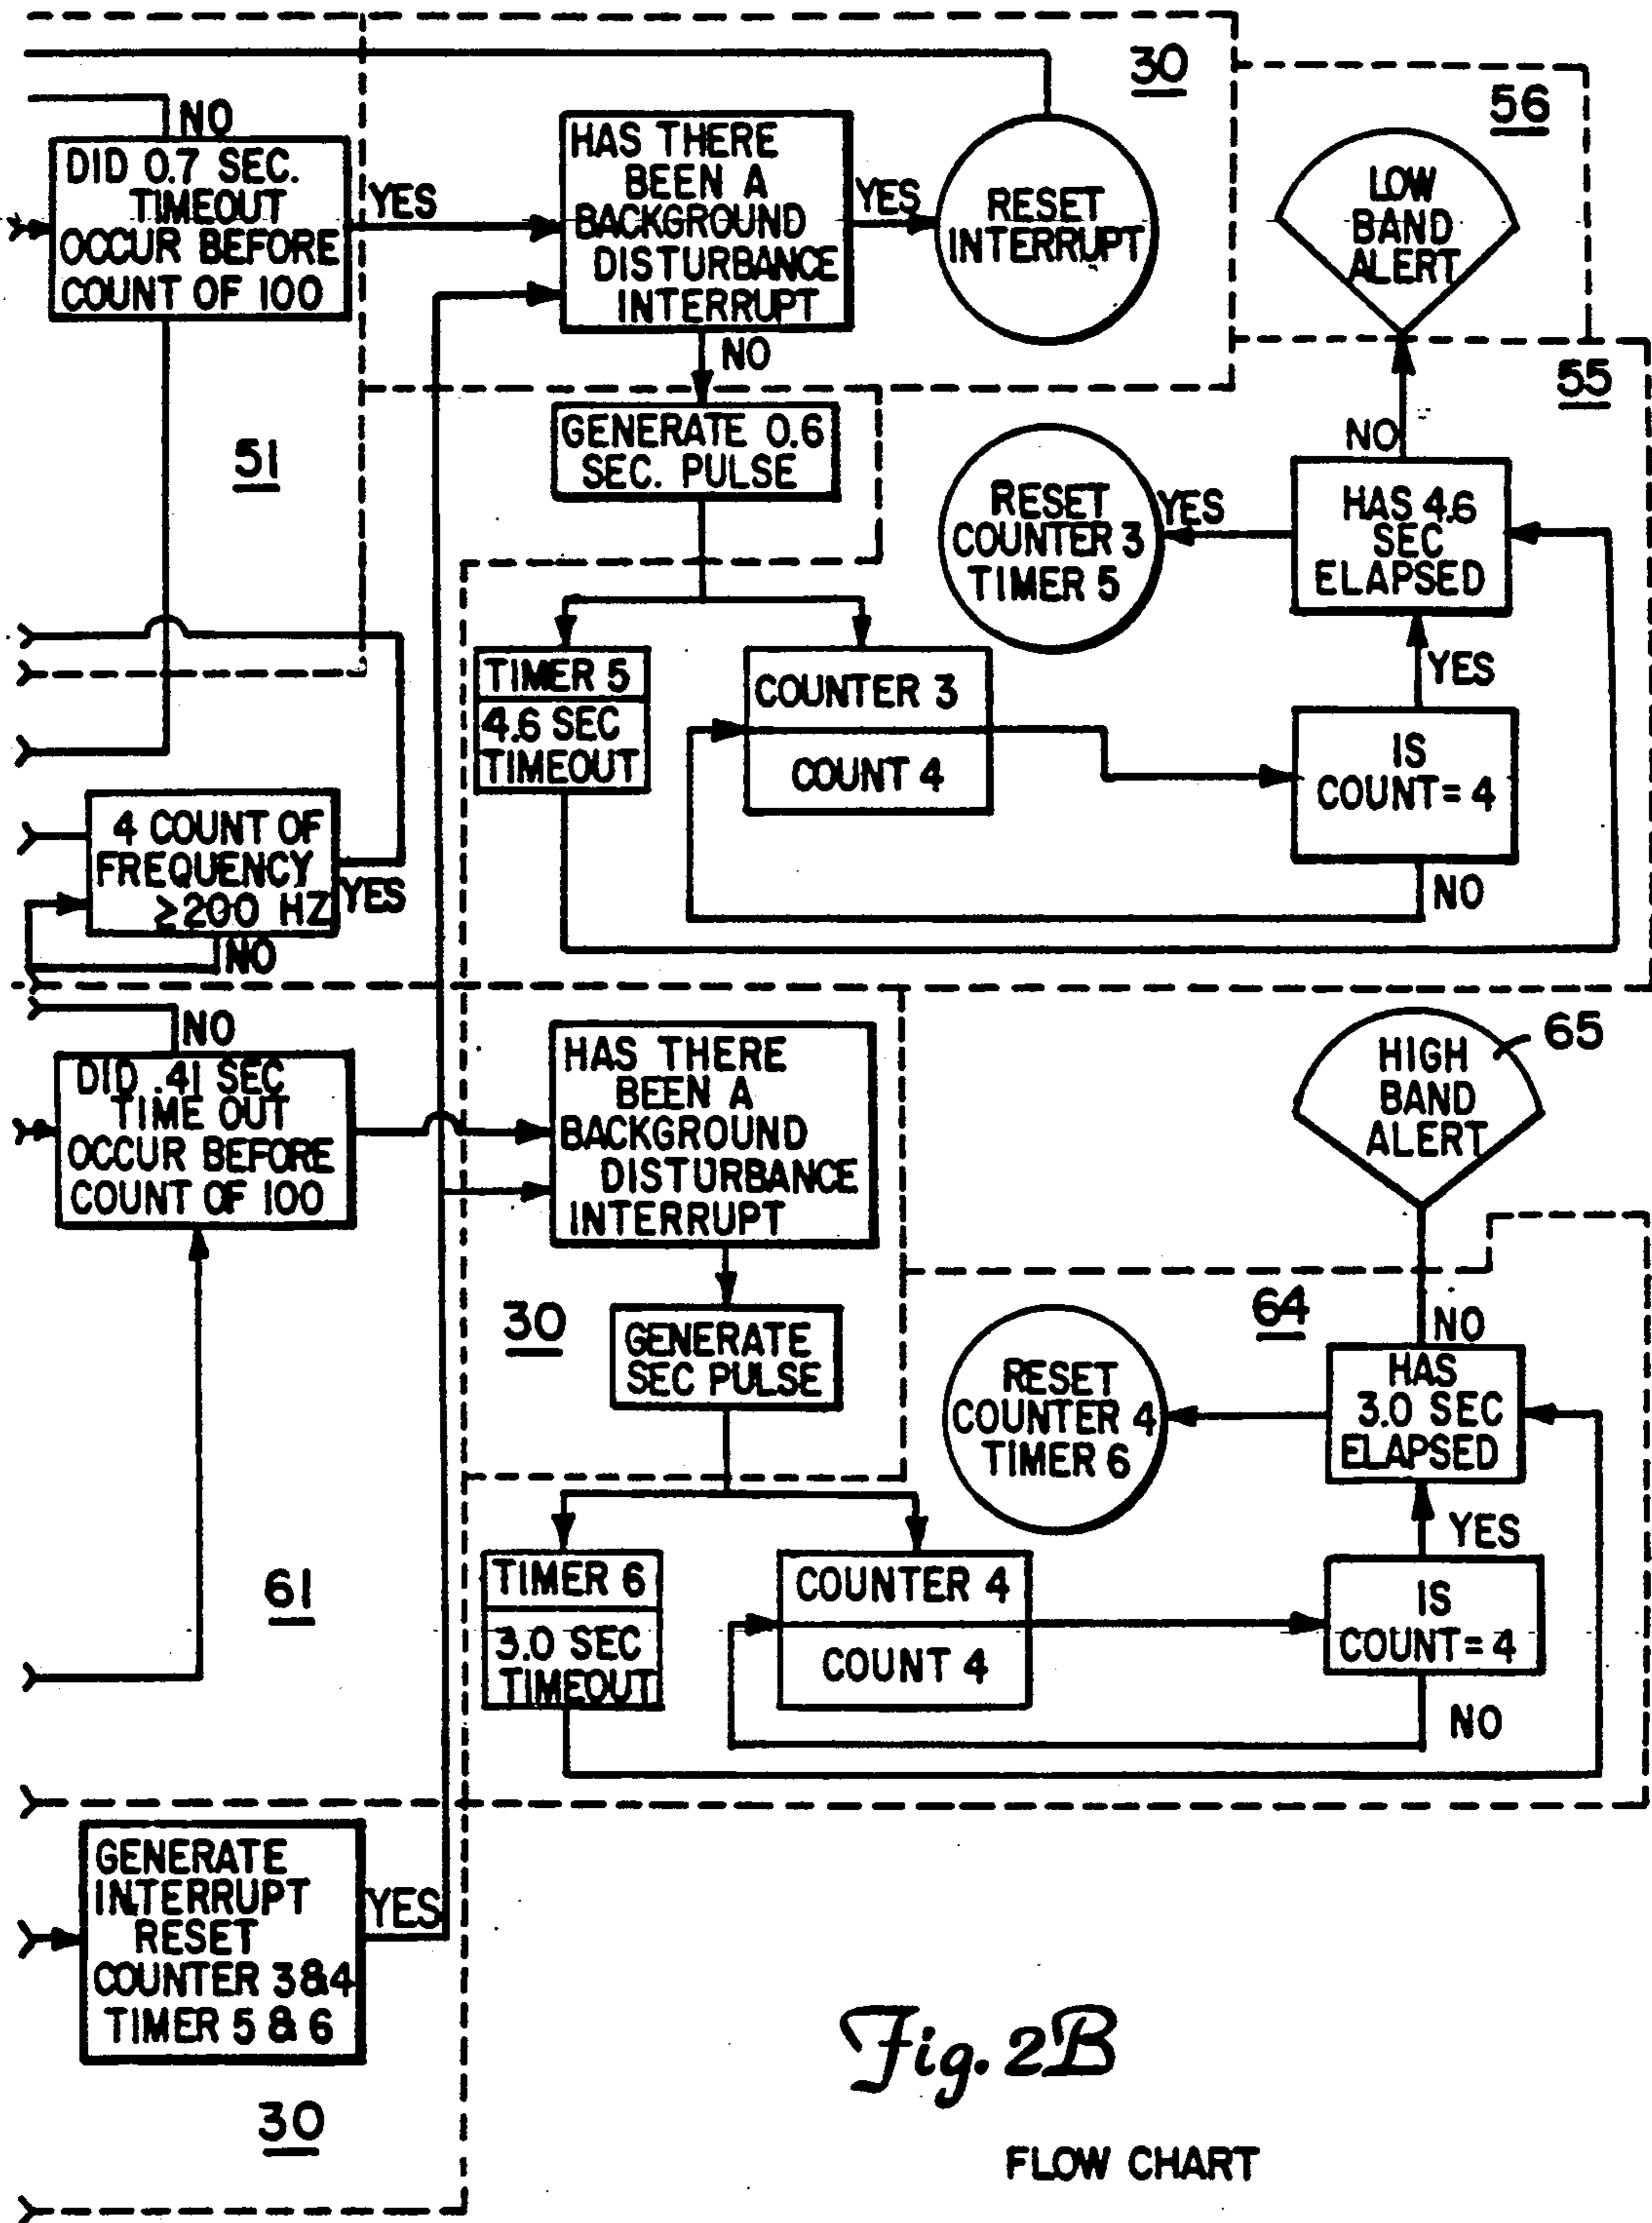 30
56
NO
DID 0.7 SEC.
TIMEOUT
OCCUR BEFORE
COUNT OF 100
YES
HAS THERE
BEEN A
BACKGROUND
DISTURBANCE
INTERRUPT
YES
RESET
INTERRUPT
LOW
BAND
ALERT
NO
55
51
GENERATE 0.6
SEC. PULSE
NO
RESET
COUNTER 3
TIMER 5
YES
HAS 4.6
SEC
ELAPSED
TIMER 5
4.6 SEC
TIMEOUT
COUNTER 3
COUNT 4
YES
IS
COUNT = 4
NO
4 COUNT OF
FREQUENCY
≥200 HZ
YES
NO
NO
DID .41 SEC
TIME OUT
OCCUR BEFORE
COUNT OF 100
HAS THERE
BEEN A
BACKGROUND
DISTURBANCE
INTERRUPT
HIGH
BAND
ALERT
65
30
GENERATE
SEC PULSE
64
NO
RESET
COUNTER 4
TIMER 6
HAS
3.0 SEC
ELAPSED
YES
61
TIMER 6
3.0 SEC
TIMEOUT
COUNTER 4
COUNT 4
IS
COUNT = 4
NO
GENERATE
INTERRUPT
RESET
COUNTER 3&4
TIMER 5 & 6
YES
30
Fig. 2B
FLOW CHART